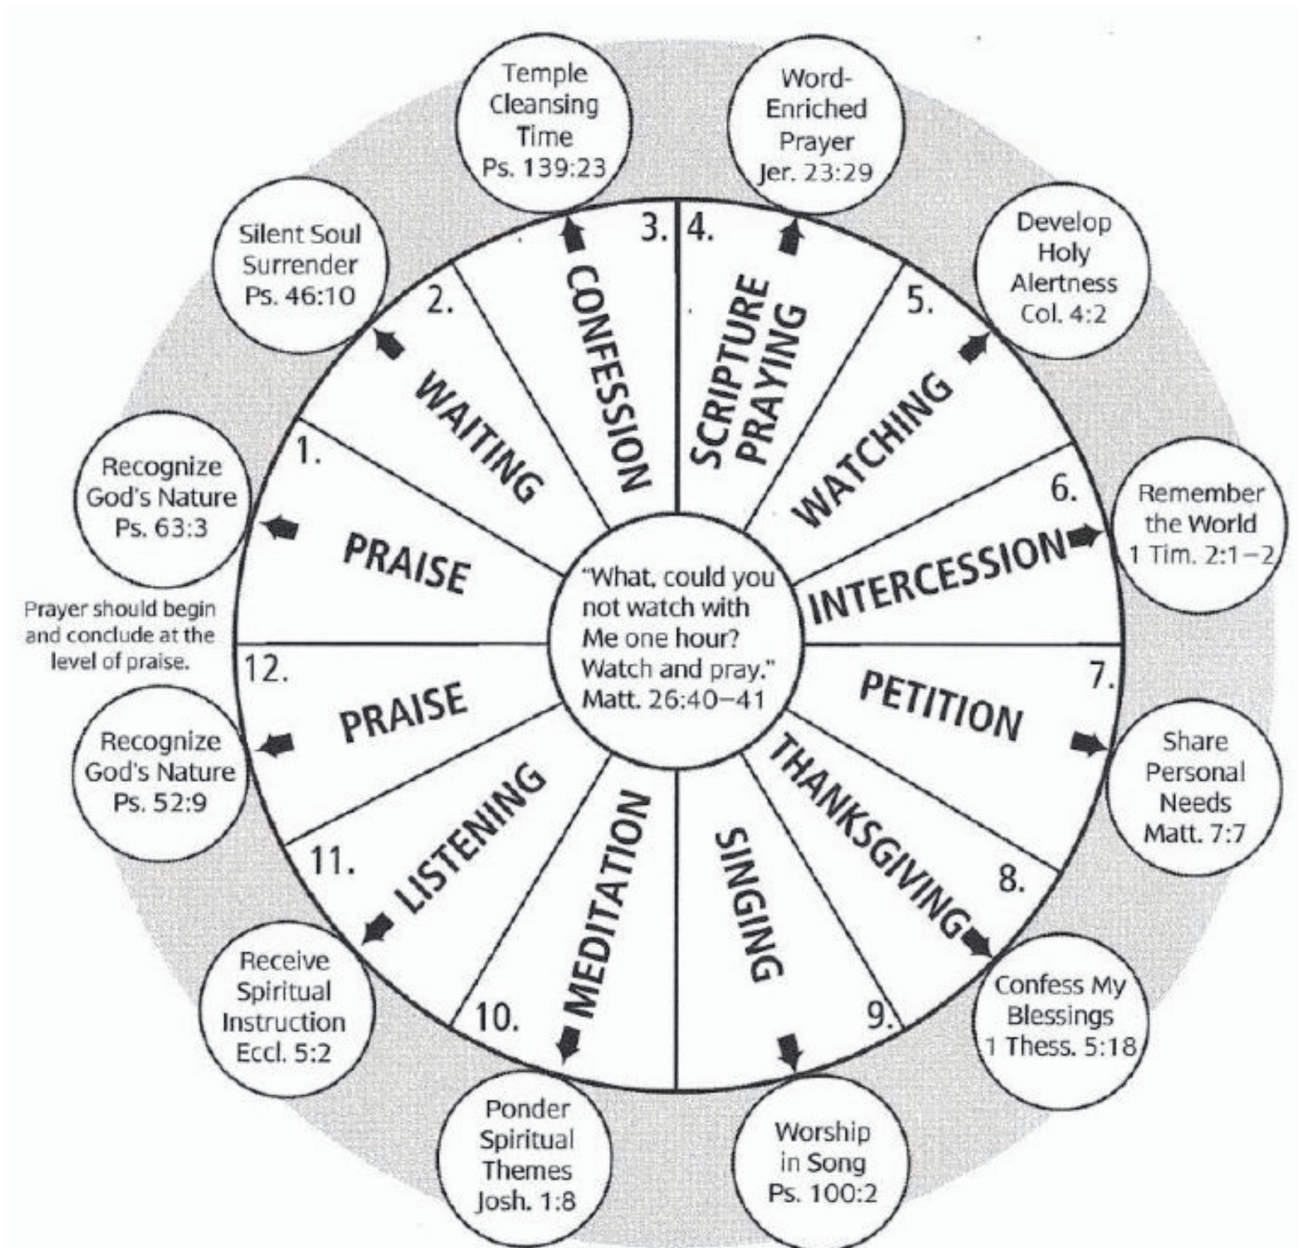 "What, could you
not watch with
Me one hour?
Watch and pray."
Matt. 26:40–41
1.
PRAISE
Recognize
God's Nature
Ps. 63:3
Prayer should begin
and conclude at the
level of praise.
2.
WAITING
Silent Soul
Surrender
Ps. 46:10
3.
CONFESSION
Temple
Cleansing
Time
Ps. 139:23
4.
SCRIPTURE
PRAYING
Word-
Enriched
Prayer
Jer. 23:29
5.
WATCHING
Develop
Holy
Alertness
Col. 4:2
6.
INTERCESSION
Remember
the World
1 Tim. 2:1–2
7.
PETITION
Share
Personal
Needs
Matt. 7:7
8.
THANKSGIVING
Confess My
Blessings
1 Thess. 5:18
9.
SINGING
Worship
in Song
Ps. 100:2
10.
MEDITATION
Ponder
Spiritual
Themes
Josh. 1:8
11.
LISTENING
Receive
Spiritual
Instruction
Eccl. 5:2
12.
PRAISE
Recognize
God's Nature
Ps. 52:9